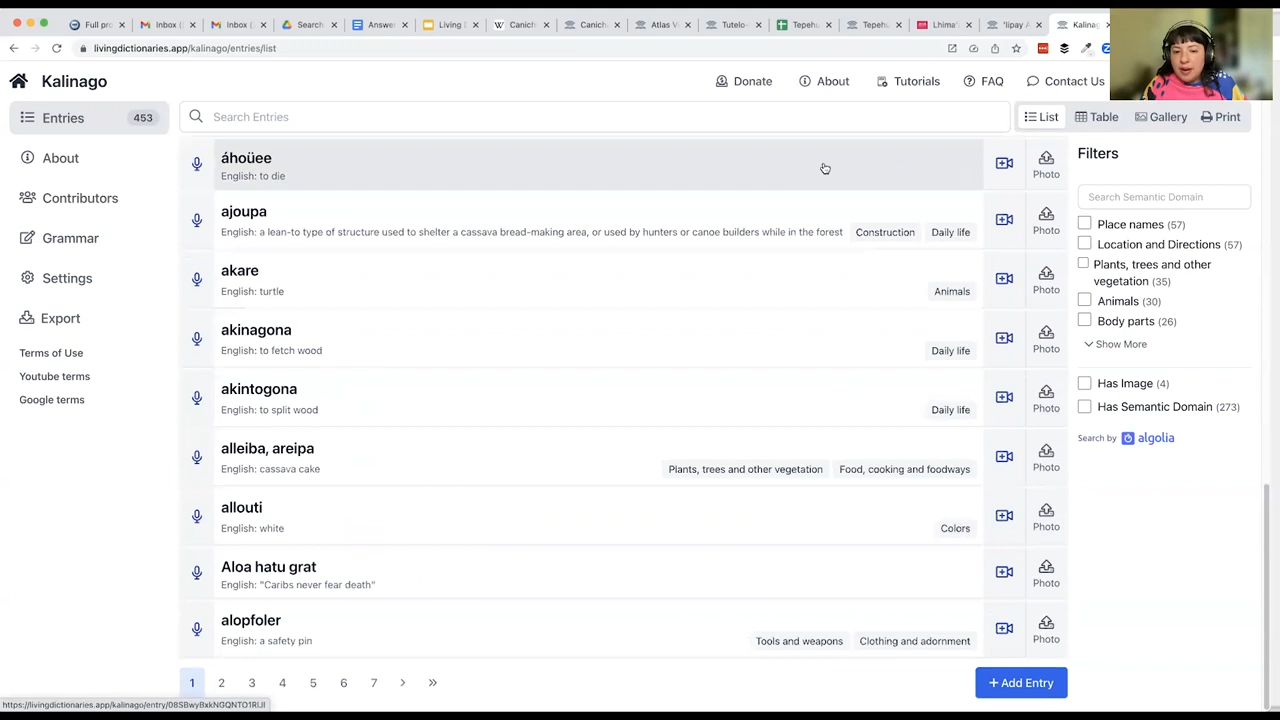 Full pro
Inbox (
Inbox (
Search
Answer
Living D
Canich
Canich
Atlas V
Tutelo-
Tepehu
Tepehu
Lhima'
'Iipay A
Kalinag
livingdictionaries.app/kalinago/entries/list
Kalinago
Donate
About
Tutorials
FAQ
Contact Us
Entries 453
Search Entries
List
Table
Gallery
Print
About
Contributors
Grammar
Settings
Export
Terms of Use
Youtube terms
Google terms
áhoüee
English: to die
Photo
ajoupa
English: a lean-to type of structure used to shelter a cassava bread-making area, or used by hunters or canoe builders while in the forest
Construction
Daily life
Photo
akare
English: turtle
Animals
Photo
akinagona
English: to fetch wood
Daily life
Photo
akintogona
English: to split wood
Daily life
Photo
alleiba, areipa
English: cassava cake
Plants, trees and other vegetation
Food, cooking and foodways
Photo
allouti
English: white
Colors
Photo
Aloa hatu grat
English: "Caribs never fear death"
Photo
alopfoler
English: a safety pin
Tools and weapons
Clothing and adornment
Photo
Filters
Search Semantic Domain
Place names (57)
Location and Directions (57)
Plants, trees and other
vegetation (35)
Animals (30)
Body parts (26)
Show More
Has Image (4)
Has Semantic Domain (273)
Search by algolia
1 2 3 4 5 6 7 › »
+ Add Entry